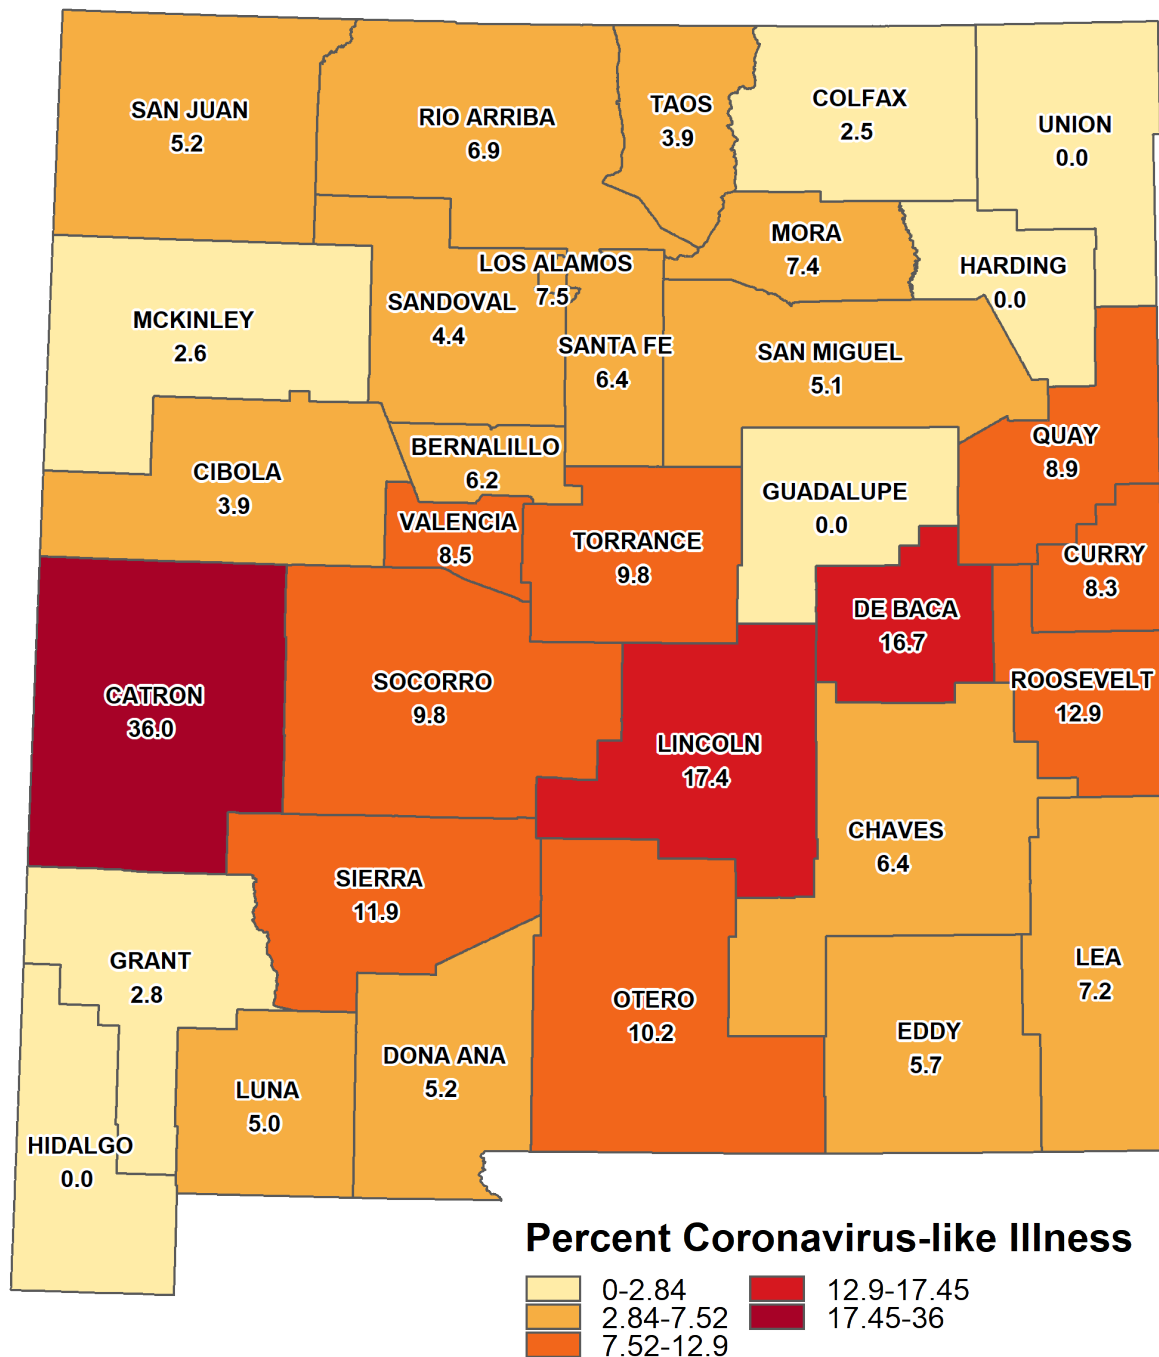 SAN JUAN
5.2
RIO ARRIBA
6.9
TAOS
3.9
COLFAX
2.5
UNION
0.0
MORA
7.4
HARDING
0.0
LOS ALAMOS
7.5
SANDOVAL
4.4
MCKINLEY
2.6
SANTA FE
6.4
SAN MIGUEL
5.1
QUAY
8.9
BERNALILLO
6.2
CIBOLA
3.9
GUADALUPE
0.0
VALENCIA
8.5
TORRANCE
9.8
CURRY
8.3
DE BACA
16.7
CATRON
36.0
SOCORRO
9.8
ROOSEVELT
12.9
LINCOLN
17.4
CHAVES
6.4
SIERRA
11.9
GRANT
2.8
LEA
7.2
OTERO
10.2
EDDY
5.7
DONA ANA
5.2
LUNA
5.0
HIDALGO
0.0
Percent Coronavirus-like Illness
0-2.84
2.84-7.52
7.52-12.9
12.9-17.45
17.45-36